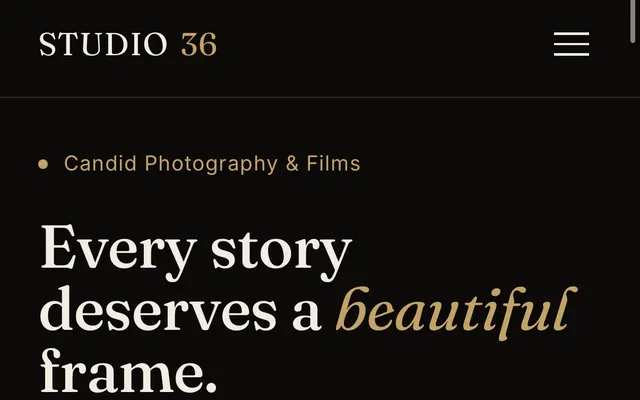 STUDIO 36
Candid Photography & Films
Every story
deserves a beautiful
frame.